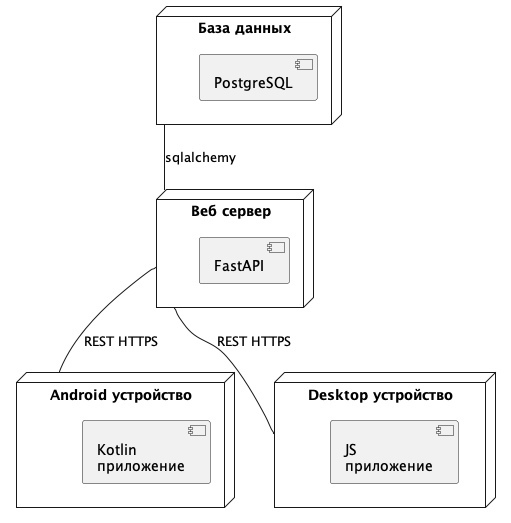 База данных
PostgreSQL
sqlalchemy
Веб сервер
FastAPI
REST HTTPS
REST HTTPS
Android устройство
Kotlin
приложение
Desktop устройство
JS
приложение